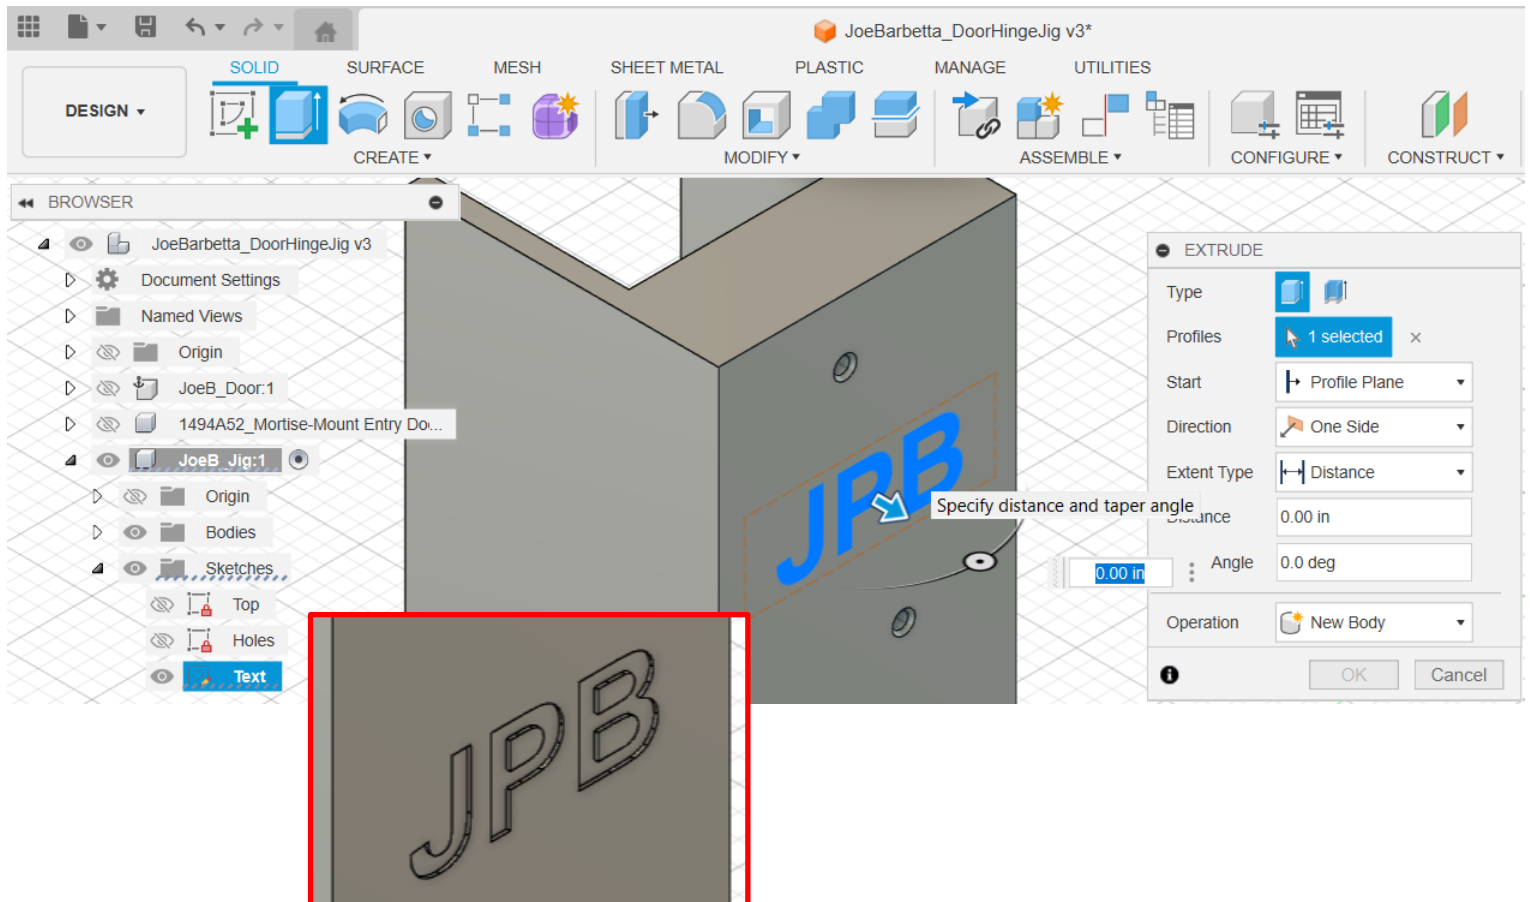 JoeBarbetta_DoorHingeJig v3*
SOLID SURFACE MESH SHEET METAL PLASTIC MANAGE UTILITIES
DESIGN
CREATE MODIFY ASSEMBLE CONFIGURE CONSTRUCT
BROWSER
JoeBarbetta_DoorHingeJig v3
Document Settings
Named Views
Origin
JoeB_Door:1
1494A52_Mortise-Mount Entry Do...
JoeB_Jig:1
Origin
Bodies
Sketches
Top
Holes
Text
JPB
Specify distance and taper angle
0.00 in
EXTRUDE
Type
Profiles 1 selected
Start Profile Plane
Direction One Side
Extent Type Distance
Distance 0.00 in
Angle 0.0 deg
Operation New Body
OK Cancel
JPB